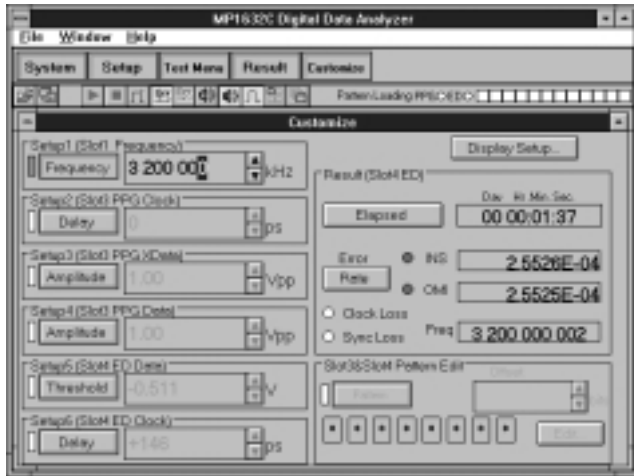 MP1632C Digital Data Analyzer
File Window Help
System Setup Test Menu Result Customize
Pattern Loading PPG ED
Customize
Setup1 (Slot1 Frequency)
Frequency 3 200 00 kHz
Display Setup...
Setup2 (Slot3 PPG Clock)
Delay 0 ps
Setup3 (Slot3 PPG XData)
Amplitude 1.00 Vpp
Setup4 (Slot3 PPG Data)
Amplitude 1.00 Vpp
Setup5 (Slot4 ED Data)
Threshold -0.511 V
Setup6 (Slot4 ED Clock)
Delay +146 ps
Result (Slot4 ED)
Day Hr. Min. Sec.
Elapsed 00 00:01:37
Error Rate
INS 2.5526E-04
OMI 2.5525E-04
Clock Loss
Sync Loss
Freq 3 200 000 002
Slot3&Slot4 Pattern Edit
Offset
Pattern
Edit